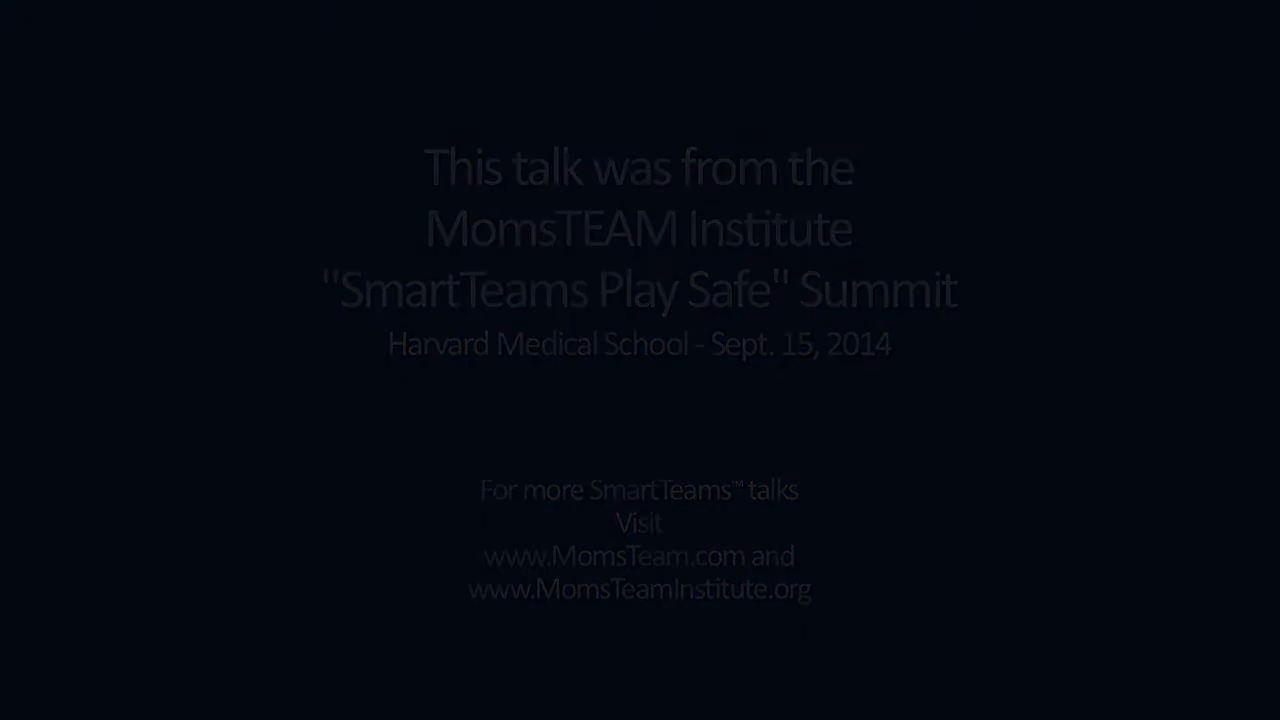 This talk was from the
MomsTEAM Institute
"SmartTeams Play Safe" Summit
Harvard Medical School - Sept. 15, 2014
For more SmartTeams™ talks
Visit
www.MomsTeam.com and
www.MomsTeamInstitute.org